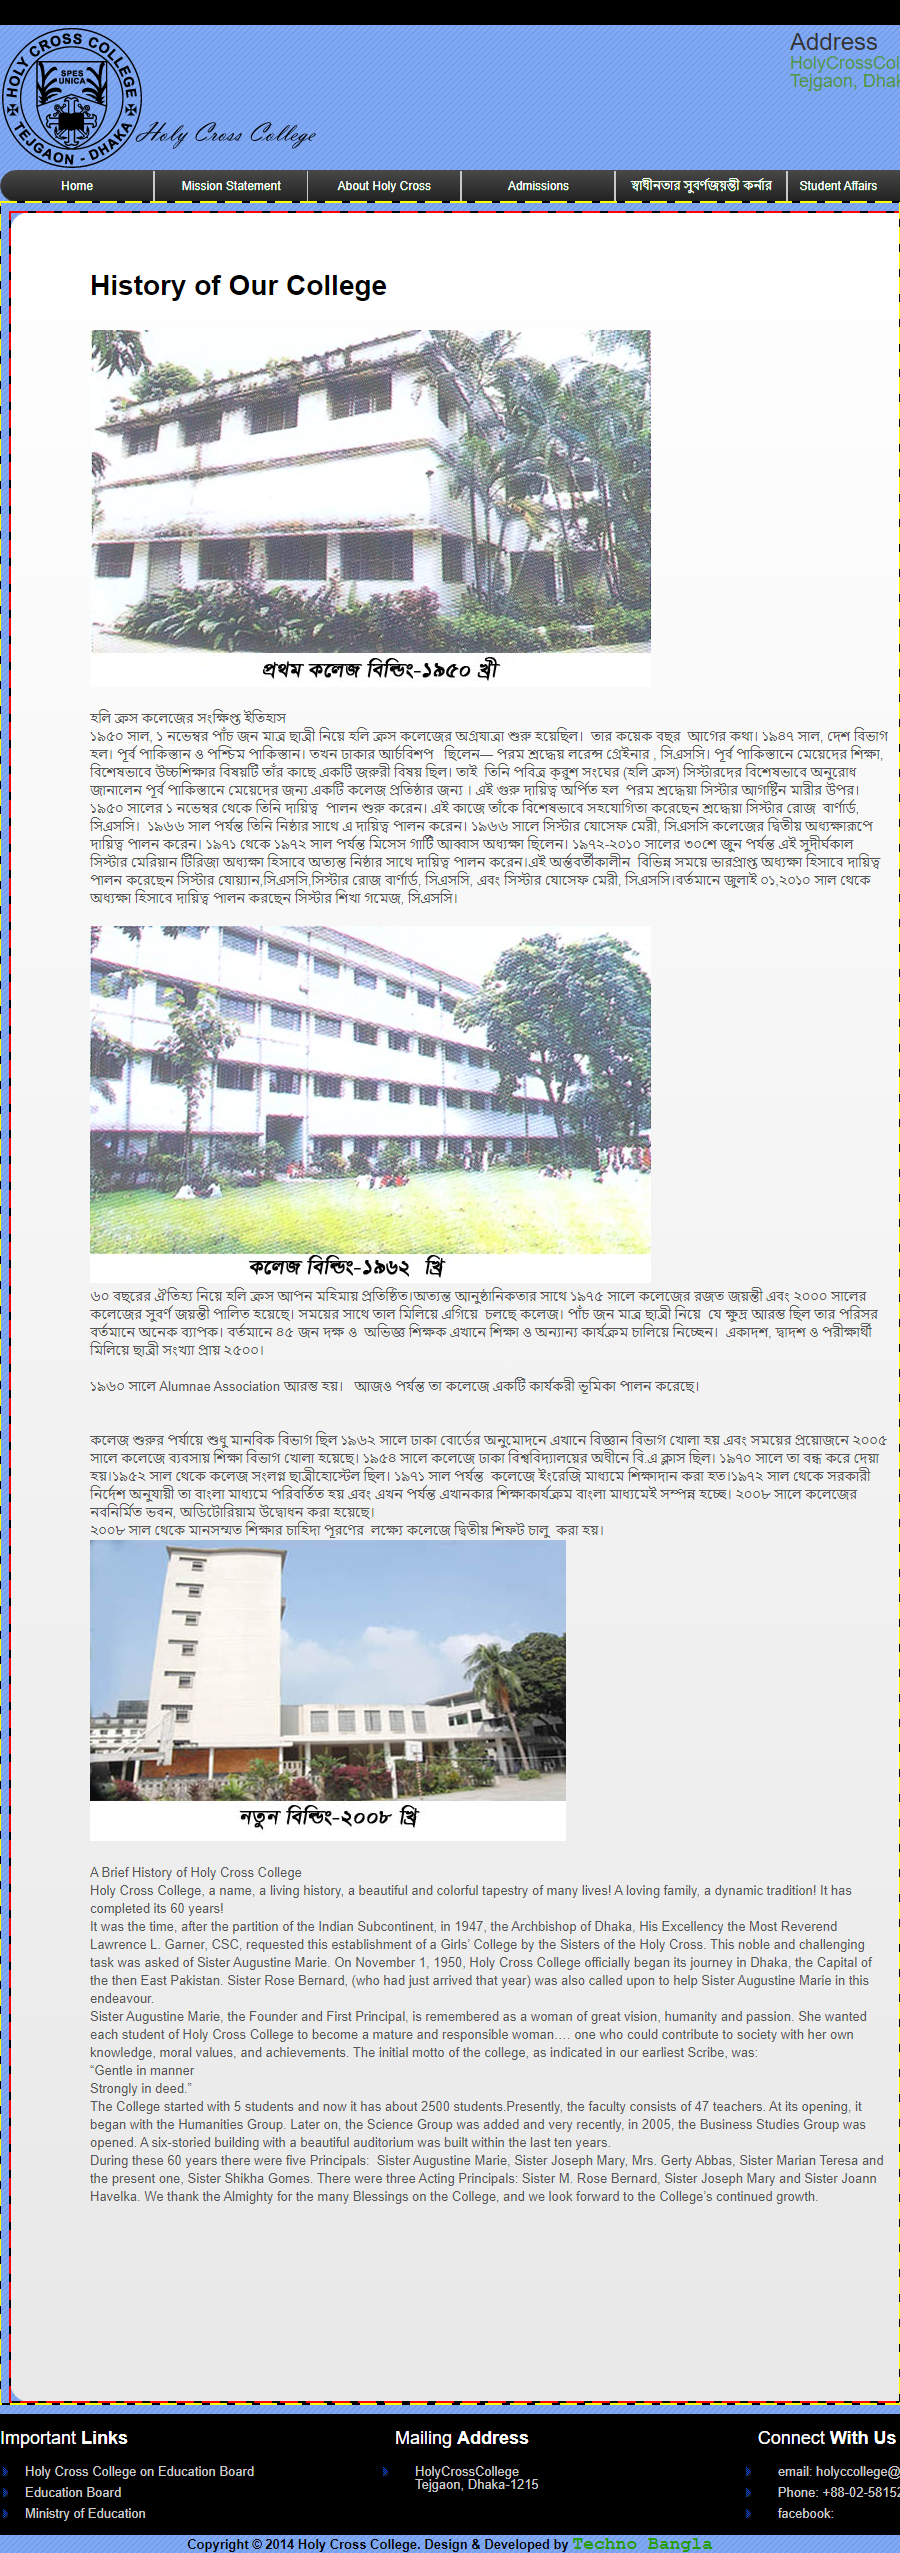 HOLY CROSS COLLEGE
SPES
UNICA
TEJGAON - DHAKA
Holy Cross College
Address
HolyCrossCol
Tejgaon, Dhak
Home
Mission Statement
About Holy Cross
Admissions
স্বাধীনতার সুবর্ণজয়ন্তী কর্নার
Student Affairs
History of Our College
প্রথম কলেজ বিল্ডিং-১৯৫০ খ্রী
হলি ক্রস কলেজের সংক্ষিপ্ত ইতিহাস
১৯৫০ সাল, ১ নভেম্বর পাঁচ জন মাত্র ছাত্রী নিয়ে হলি ক্রস কলেজের অগ্রযাত্রা শুরু হয়েছিল।  তার কয়েক বছর  আগের কথা। ১৯৪৭ সাল, দেশ বিভাগ
হল। পূর্ব পাকিস্তান ও পশ্চিম পাকিস্তান। তখন ঢাকার আর্চবিশপ  ছিলেন— পরম শ্রদ্ধেয় লরেন্স গ্রেইনার , সিএসসি। পূর্ব পাকিস্তানে মেয়েদের শিক্ষা,
বিশেষভাবে উচ্চশিক্ষার বিষয়টি তাঁর কাছে একটি জরুরী বিষয় ছিল। তাই  তিনি পবিত্র ক্রুশ সংঘের (হলি ক্রস) সিস্টারদের বিশেষভাবে অনুরোধ
জানালেন পূর্ব পাকিস্তানে মেয়েদের জন্য একটি কলেজ প্রতিষ্ঠার জন্য । এই গুরু দায়িত্ব অর্পিত হল  পরম শ্রদ্ধেয়া সিস্টার আগষ্টিন মারীর উপর।
১৯৫০ সালের ১ নভেম্বর থেকে তিনি দায়িত্ব  পালন শুরু করেন। এই কাজে তাঁকে বিশেষভাবে সহযোগিতা করেছেন শ্রদ্ধেয়া সিস্টার রোজ  বার্ণার্ড,
সিএসসি।  ১৯৬৬ সাল পর্যন্ত তিনি নিষ্ঠার সাথে এ দায়িত্ব পালন করেন। ১৯৬৬ সালে সিস্টার যোসেফ মেরী, সিএসসি কলেজের দ্বিতীয় অধ্যক্ষারূপে
দায়িত্ব পালন করেন। ১৯৭১ থেকে ১৯৭২ সাল পর্যন্ত মিসেস গার্টি আব্বাস অধ্যক্ষা ছিলেন। ১৯৭২-২০১০ সালের ৩০শে জুন পর্যন্ত এই সুদীর্ঘকাল
সিস্টার মেরিয়ান টিরিজা অধ্যক্ষা হিসাবে অত্যন্ত নিষ্ঠার সাথে দায়িত্ব পালন করেন।এই অর্ন্তবর্তীকালীন  বিভিন্ন সময়ে ভারপ্রাপ্ত অধ্যক্ষা হিসাবে দায়িত্ব
পালন করেছেন সিস্টার যোয়্যান,সিএসসি,সিস্টার রোজ বার্ণার্ড, সিএসসি, এবং সিস্টার যোসেফ মেরী, সিএসসি।বর্তমানে জুলাই ০১,২০১০ সাল থেকে
অধ্যক্ষা হিসাবে দায়িত্ব পালন করছেন সিস্টার শিখা গমেজ, সিএসসি।
কলেজ বিল্ডিং-১৯৬২  খ্রি
৬০ বছরের ঐতিহ্য নিয়ে হলি ক্রস আপন মহিমায় প্রতিষ্ঠিত।অত্যন্ত আনুষ্ঠানিকতার সাথে ১৯৭৫ সালে কলেজের রজত জয়ন্তী এবং ২০০০ সালের
কলেজের সুবর্ণ জয়ন্তী পালিত হয়েছে। সময়ের সাথে তাল মিলিয়ে এগিয়ে  চলছে কলেজ। পাঁচ জন মাত্র ছাত্রী নিয়ে  যে ক্ষুদ্র আরম্ভ ছিল তার পরিসর
বর্তমানে অনেক ব্যাপক। বর্তমানে ৪৫ জন দক্ষ ও  অভিজ্ঞ শিক্ষক এখানে শিক্ষা ও অন্যান্য কার্যক্রম চালিয়ে নিচ্ছেন।  একাদশ, দ্বাদশ ও পরীক্ষার্থী
মিলিয়ে ছাত্রী সংখ্যা প্রায় ২৫০০।
১৯৬০ সালে Alumnae Association আরম্ভ হয়।   আজও পর্যন্ত তা কলেজে একটি কার্যকরী ভূমিকা পালন করেছে।
কলেজ শুরুর পর্যায়ে শুধু মানবিক বিভাগ ছিল ১৯৬২ সালে ঢাকা বোর্ডের অনুমোদনে এখানে বিজ্ঞান বিভাগ খোলা হয় এবং সময়ের প্রয়োজনে ২০০৫
সালে কলেজে ব্যবসায় শিক্ষা বিভাগ খোলা হয়েছে। ১৯৫৪ সালে কলেজে ঢাকা বিশ্ববিদ্যালয়ের অধীনে বি.এ ক্লাস ছিল। ১৯৭০ সালে তা বন্ধ করে দেয়া
হয়।১৯৫২ সাল থেকে কলেজ সংলগ্ন ছাত্রীহোস্টেল ছিল। ১৯৭১ সাল পর্যন্ত  কলেজে ইংরেজি মাধ্যমে শিক্ষাদান করা হত।১৯৭২ সাল থেকে সরকারী
নির্দেশ অনুযায়ী তা বাংলা মাধ্যমে পরিবর্তিত হয় এবং এখন পর্যন্ত এখানকার শিক্ষাকার্যক্রম বাংলা মাধ্যমেই সম্পন্ন হচ্ছে। ২০০৮ সালে কলেজের
নবনির্মিত ভবন, অডিটোরিয়াম উদ্বোধন করা হয়েছে।
২০০৮ সাল থেকে মানসম্মত শিক্ষার চাহিদা পূরণের  লক্ষ্যে কলেজে দ্বিতীয় শিফট চালু  করা হয়।
নতুন বিল্ডিং-২০০৮ খ্রি
A Brief History of Holy Cross College
Holy Cross College, a name, a living history, a beautiful and colorful tapestry of many lives! A loving family, a dynamic tradition! It has
completed its 60 years!
It was the time, after the partition of the Indian Subcontinent, in 1947, the Archbishop of Dhaka, His Excellency the Most Reverend
Lawrence L. Garner, CSC, requested this establishment of a Girls’ College by the Sisters of the Holy Cross. This noble and challenging
task was asked of Sister Augustine Marie. On November 1, 1950, Holy Cross College officially began its journey in Dhaka, the Capital of
the then East Pakistan. Sister Rose Bernard, (who had just arrived that year) was also called upon to help Sister Augustine Marie in this
endeavour.
Sister Augustine Marie, the Founder and First Principal, is remembered as a woman of great vision, humanity and passion. She wanted
each student of Holy Cross College to become a mature and responsible woman…. one who could contribute to society with her own
knowledge, moral values, and achievements. The initial motto of the college, as indicated in our earliest Scribe, was:
“Gentle in manner
Strongly in deed.”
The College started with 5 students and now it has about 2500 students.Presently, the faculty consists of 47 teachers. At its opening, it
began with the Humanities Group. Later on, the Science Group was added and very recently, in 2005, the Business Studies Group was
opened. A six-storied building with a beautiful auditorium was built within the last ten years.
During these 60 years there were five Principals:  Sister Augustine Marie, Sister Joseph Mary, Mrs. Gerty Abbas, Sister Marian Teresa and
the present one, Sister Shikha Gomes. There were three Acting Principals: Sister M. Rose Bernard, Sister Joseph Mary and Sister Joann
Havelka. We thank the Almighty for the many Blessings on the College, and we look forward to the College’s continued growth.
Important Links
Holy Cross College on Education Board
Education Board
Ministry of Education
Mailing Address
HolyCrossCollege
Tejgaon, Dhaka-1215
Connect With Us
email: holyccollege@
Phone: +88-02-58152
facebook:
Copyright © 2014 Holy Cross College. Design & Developed by Techno Bangla